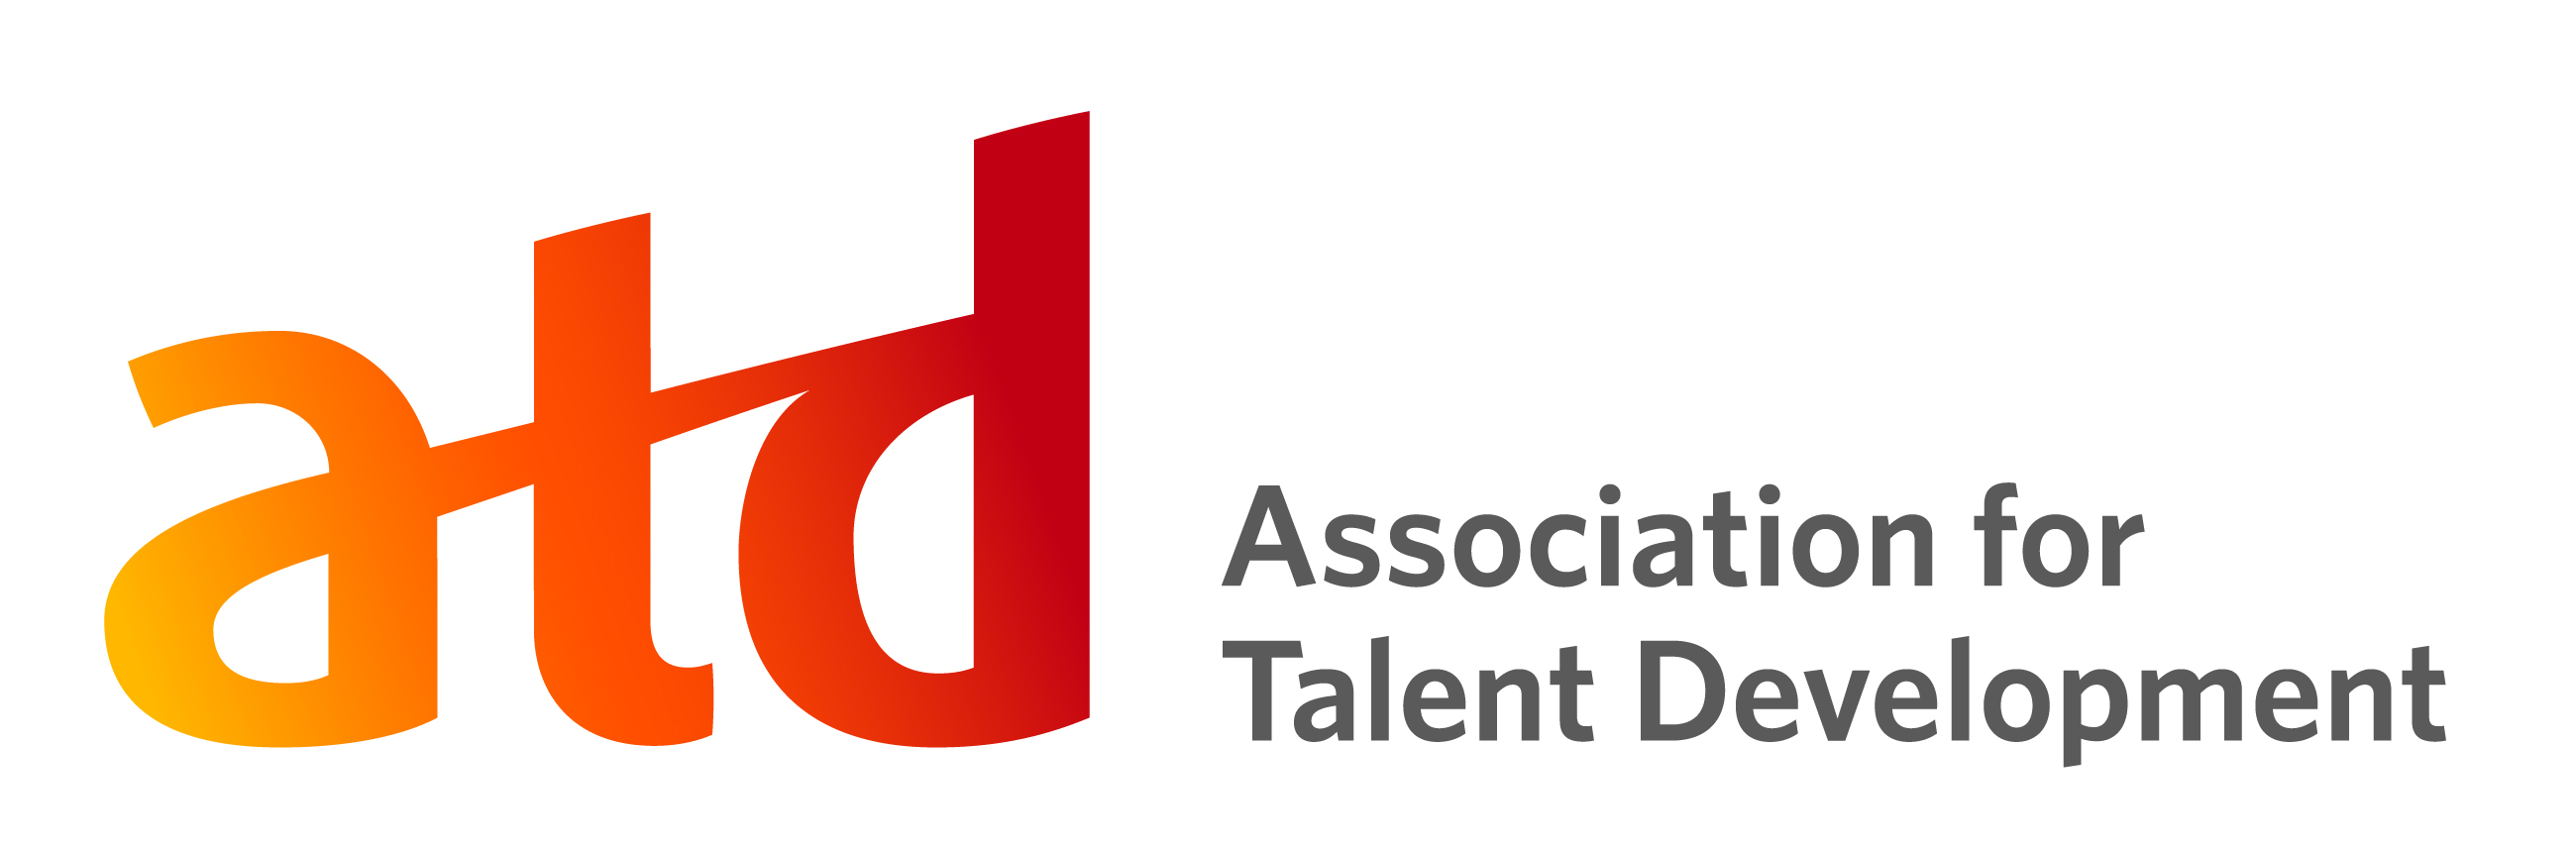 atd
Association for
Talent Development